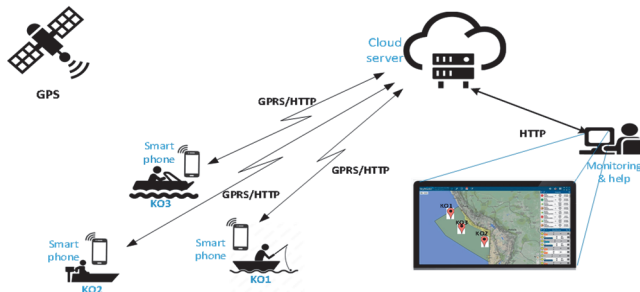 Cloud
server
GPS
GPRS/HTTP
HTTP
Smart
phone
GPRS/HTTP
Monitoring
& help
KO3
GPRS/HTTP
KO1
KO3
KO2
Smart
phone
Smart
phone
KO2
KO1